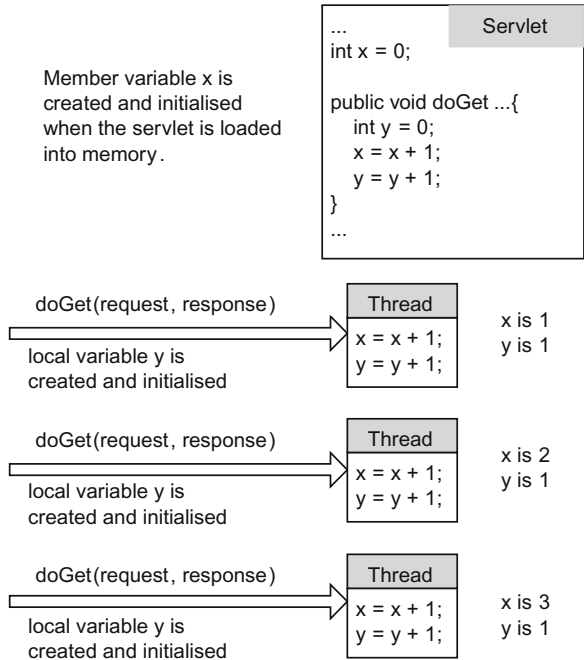 Member variable x is
created and initialised
when the servlet is loaded
into memory.
Servlet
...
int x = 0;
public void doGet ...{
int y = 0;
x = x + 1;
y = y + 1;
}
...
doGet(request, response)
local variable y is
created and initialised
Thread
x = x + 1;
y = y + 1;
x is 1
y is 1
doGet(request, response)
local variable y is
created and initialised
Thread
x = x + 1;
y = y + 1;
x is 2
y is 1
doGet(request, response)
local variable y is
created and initialised
Thread
x = x + 1;
y = y + 1;
x is 3
y is 1